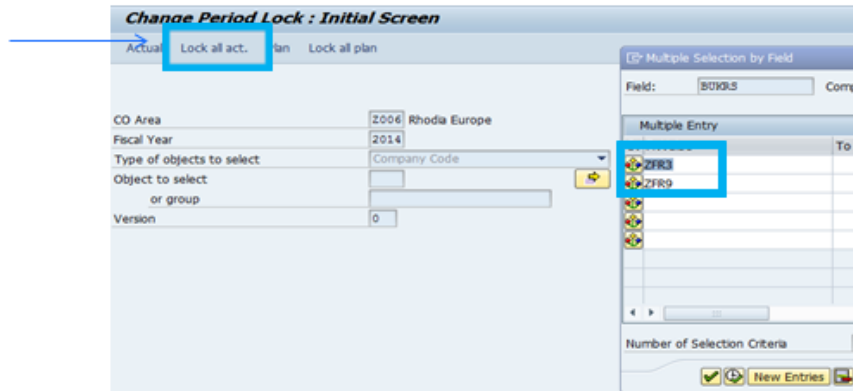 Change Period Lock : Initial Screen
Actual Lock all act. Plan Lock all plan
Multiple Selection by Field
Field: BUKRS Comp
Multiple Entry
To
CO Area Z006 Rhodia Europe
Fiscal Year 2014
Type of objects to select Company Code
Object to select
or group
Version 0
ZFR3
ZFR9
Number of Selection Criteria
New Entries